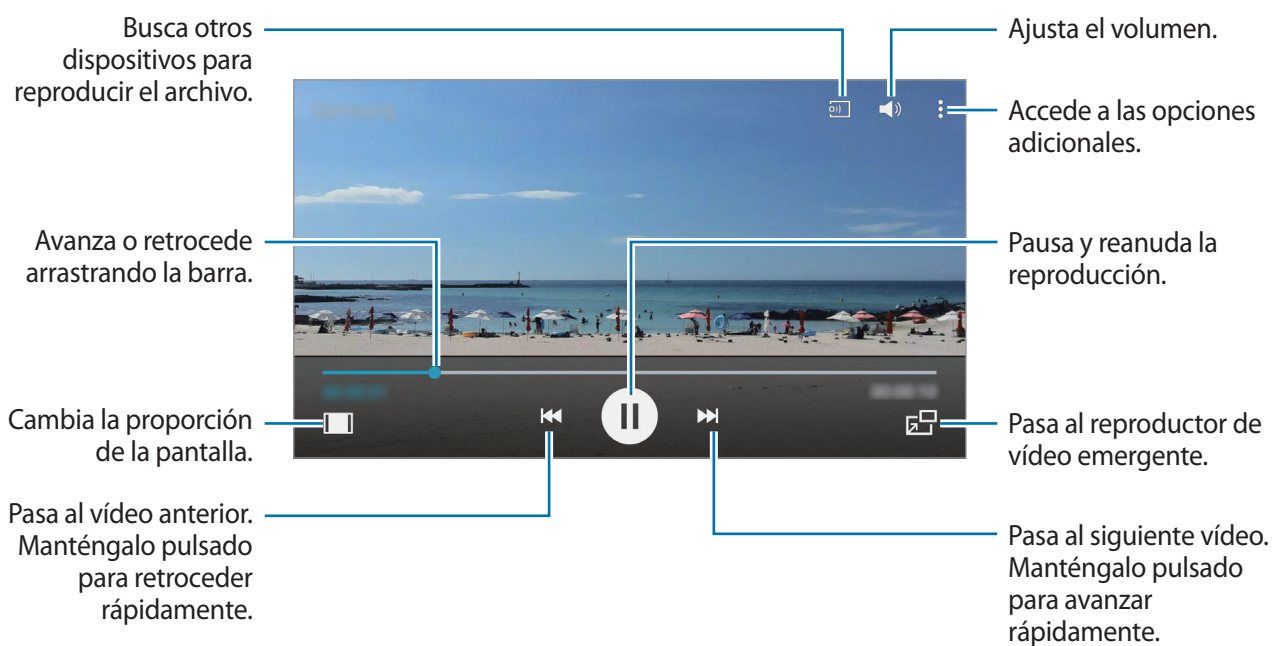 Busca otros
dispositivos para
reproducir el archivo.
Ajusta el volumen.
Accede a las opciones
adicionales.
Avanza o retrocede
arrastrando la barra.
Pausa y reanuda la
reproducción.
Cambia la proporción
de la pantalla.
Pasa al reproductor de
vídeo emergente.
Pasa al vídeo anterior.
Manténgalo pulsado
para retroceder
rápidamente.
Pasa al siguiente vídeo.
Manténgalo pulsado
para avanzar
rápidamente.